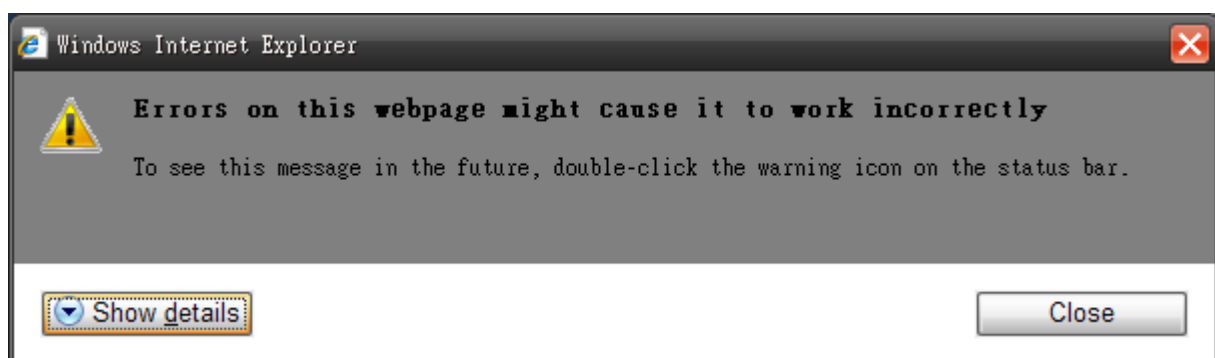 Windows Internet Explorer
Errors on this webpage might cause it to work incorrectly
To see this message in the future, double-click the warning icon on the status bar.
Show details
Close